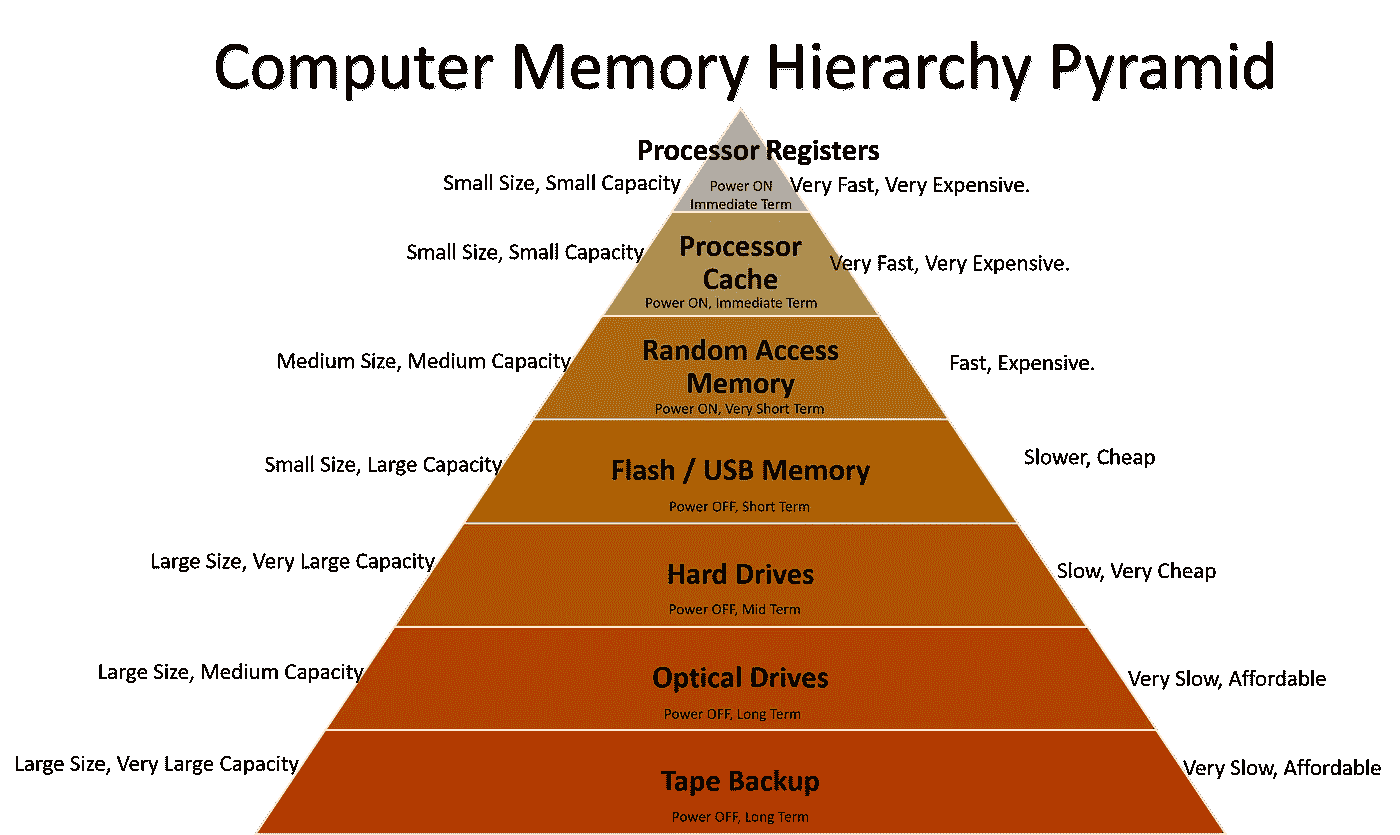 Computer Memory Hierarchy Pyramid
Processor Registers
Small Size, Small Capacity
Power ON
Immediate Term
Very Fast, Very Expensive.
Small Size, Small Capacity
Processor
Cache
Power ON, Immediate Term
Very Fast, Very Expensive.
Medium Size, Medium Capacity
Random Access
Memory
Power ON, Very Short Term
Fast, Expensive.
Small Size, Large Capacity
Flash / USB Memory
Power OFF, Short Term
Slower, Cheap
Large Size, Very Large Capacity
Hard Drives
Power OFF, Mid Term
Slow, Very Cheap
Large Size, Medium Capacity
Optical Drives
Power OFF, Long Term
Very Slow, Affordable
Large Size, Very Large Capacity
Tape Backup
Power OFF, Long Term
Very Slow, Affordable